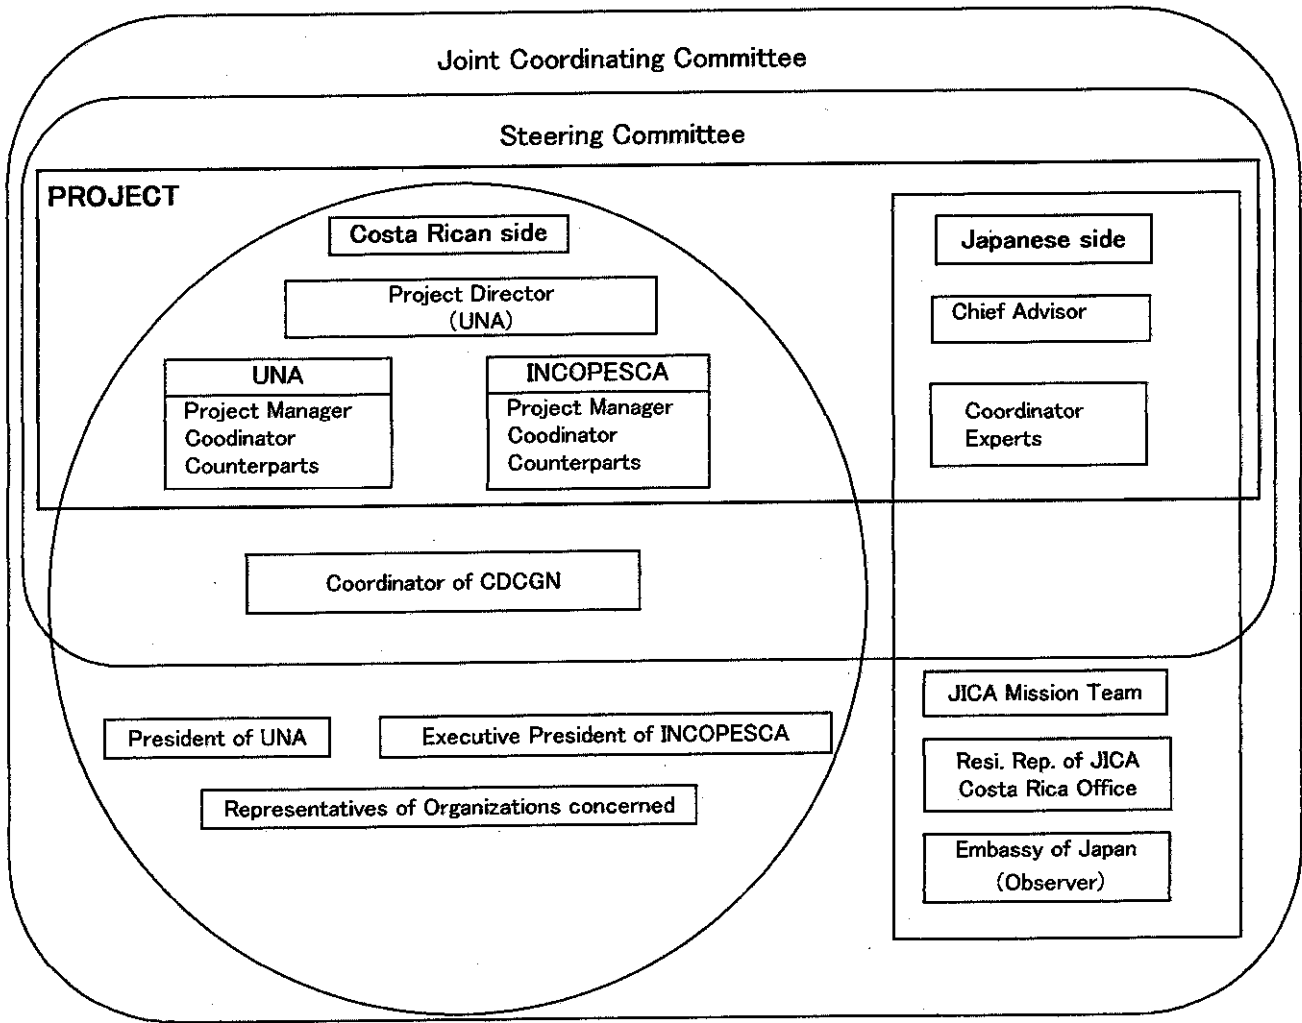 Joint Coordinating Committee
Steering Committee
PROJECT
Costa Rican side
Project Director
(UNA)
UNA
Project Manager
Coodinator
Counterparts
INCOPESCA
Project Manager
Coodinator
Counterparts
Japanese side
Chief Advisor
Coordinator
Experts
Coordinator of CDCGN
President of UNA
Executive President of INCOPESCA
Representatives of Organizations concerned
JICA Mission Team
Resi. Rep. of JICA
Costa Rica Office
Embassy of Japan
(Observer)